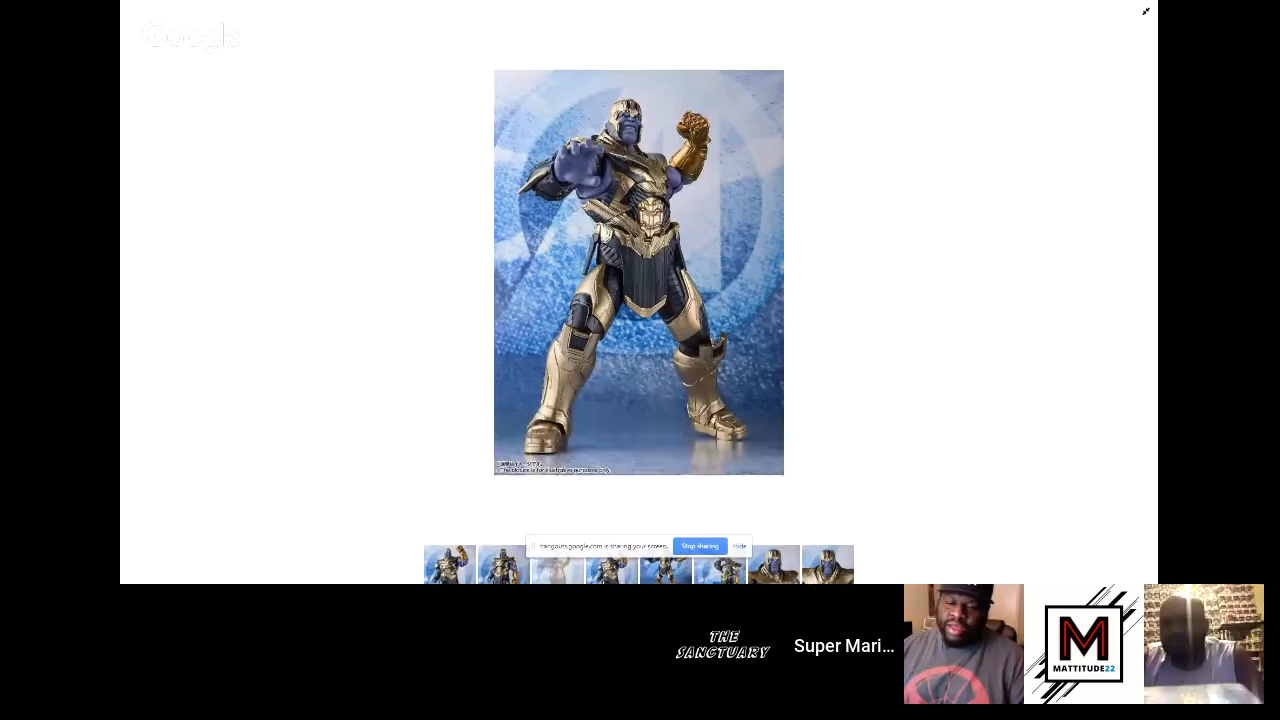 Google
hangouts.google.com is sharing your screen.
Stop sharing
Hide
THE
SANCTUARY
Super Mari...
M
MATTITUDE22